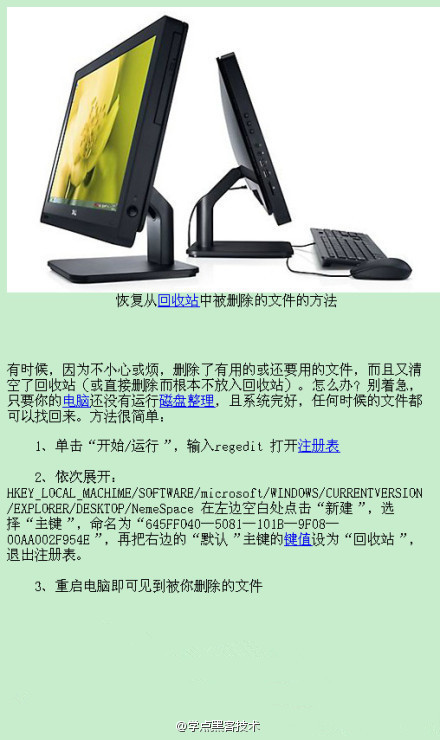 恢复从回收站中被删除的文件的方法
有时候，因为不小心或烦，删除了有用的或还要用的文件，而且又清
空了回收站（或直接删除而根本不放入回收站）。怎么办？别着急，
只要你的电脑还没有运行磁盘整理，且系统完好，任何时候的文件都
可以找回来。方法很简单：
1、单击“开始/运行 ”，输入regedit 打开注册表
2、依次展开：
HKEY_LOCAL_MACHIME/SOFTWARE/microsoft/WINDOWS/CURRENTVERSION
/EXPLORER/DESKTOP/NemeSpace 在左边空白处点击“新建 ”，选
择“主键 ”，命名为“645FF040—5081—101B—9F08—
00AA002F954E ”，再把右边的“默认 ”主键的键值设为“回收站 ”，
退出注册表。
3、重启电脑即可见到被你删除的文件
@学点黑客技术